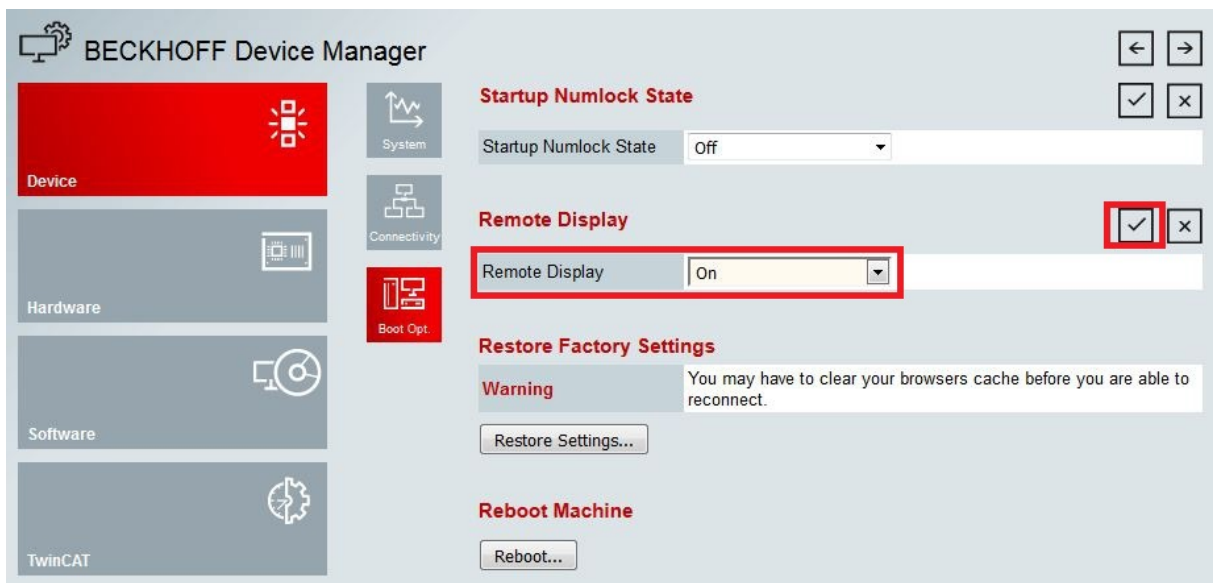 BECKHOFF Device Manager
Device
Hardware
Software
TwinCAT
System
Connectivity
Boot Opt.
Startup Numlock State
Startup Numlock State Off
Remote Display
Remote Display On
Restore Factory Settings
Warning You may have to clear your browsers cache before you are able to
reconnect.
Restore Settings...
Reboot Machine
Reboot...